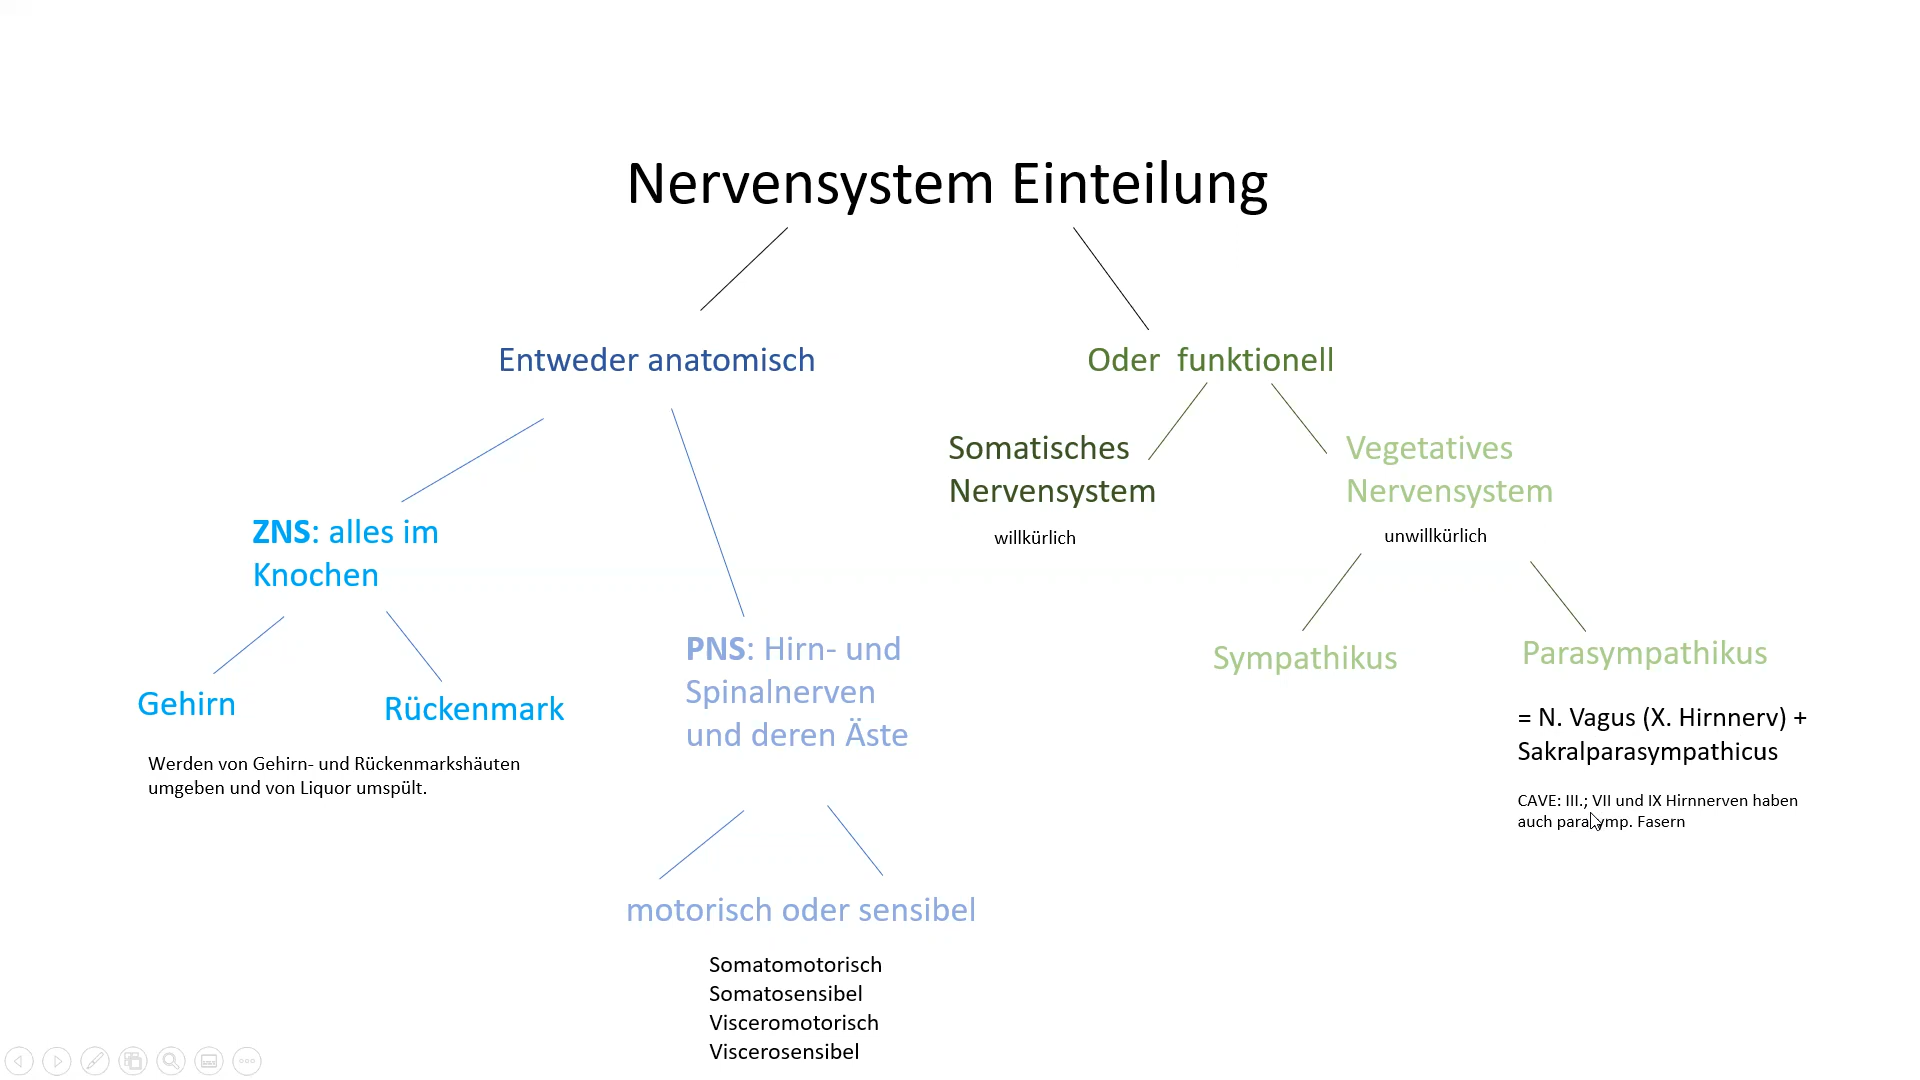 Nervensystem Einteilung
Entweder anatomisch
Oder funktionell
Somatisches
Nervensystem
willkürlich
Vegetatives
Nervensystem
unwillkürlich
ZNS: alles im
Knochen
Gehirn
Rückenmark
Werden von Gehirn- und Rückenmarkshäuten
umgeben und von Liquor umspült.
PNS: Hirn- und
Spinalnerven
und deren Äste
motorisch oder sensibel
Somatomotorisch
Somatosensibel
Visceromotorisch
Viscerosensibel
Sympathikus
Parasympathikus
= N. Vagus (X. Hirnnerv) +
Sakralparasympathicus
CAVE: III.; VII und IX Hirnnerven haben
auch parasymp. Fasern